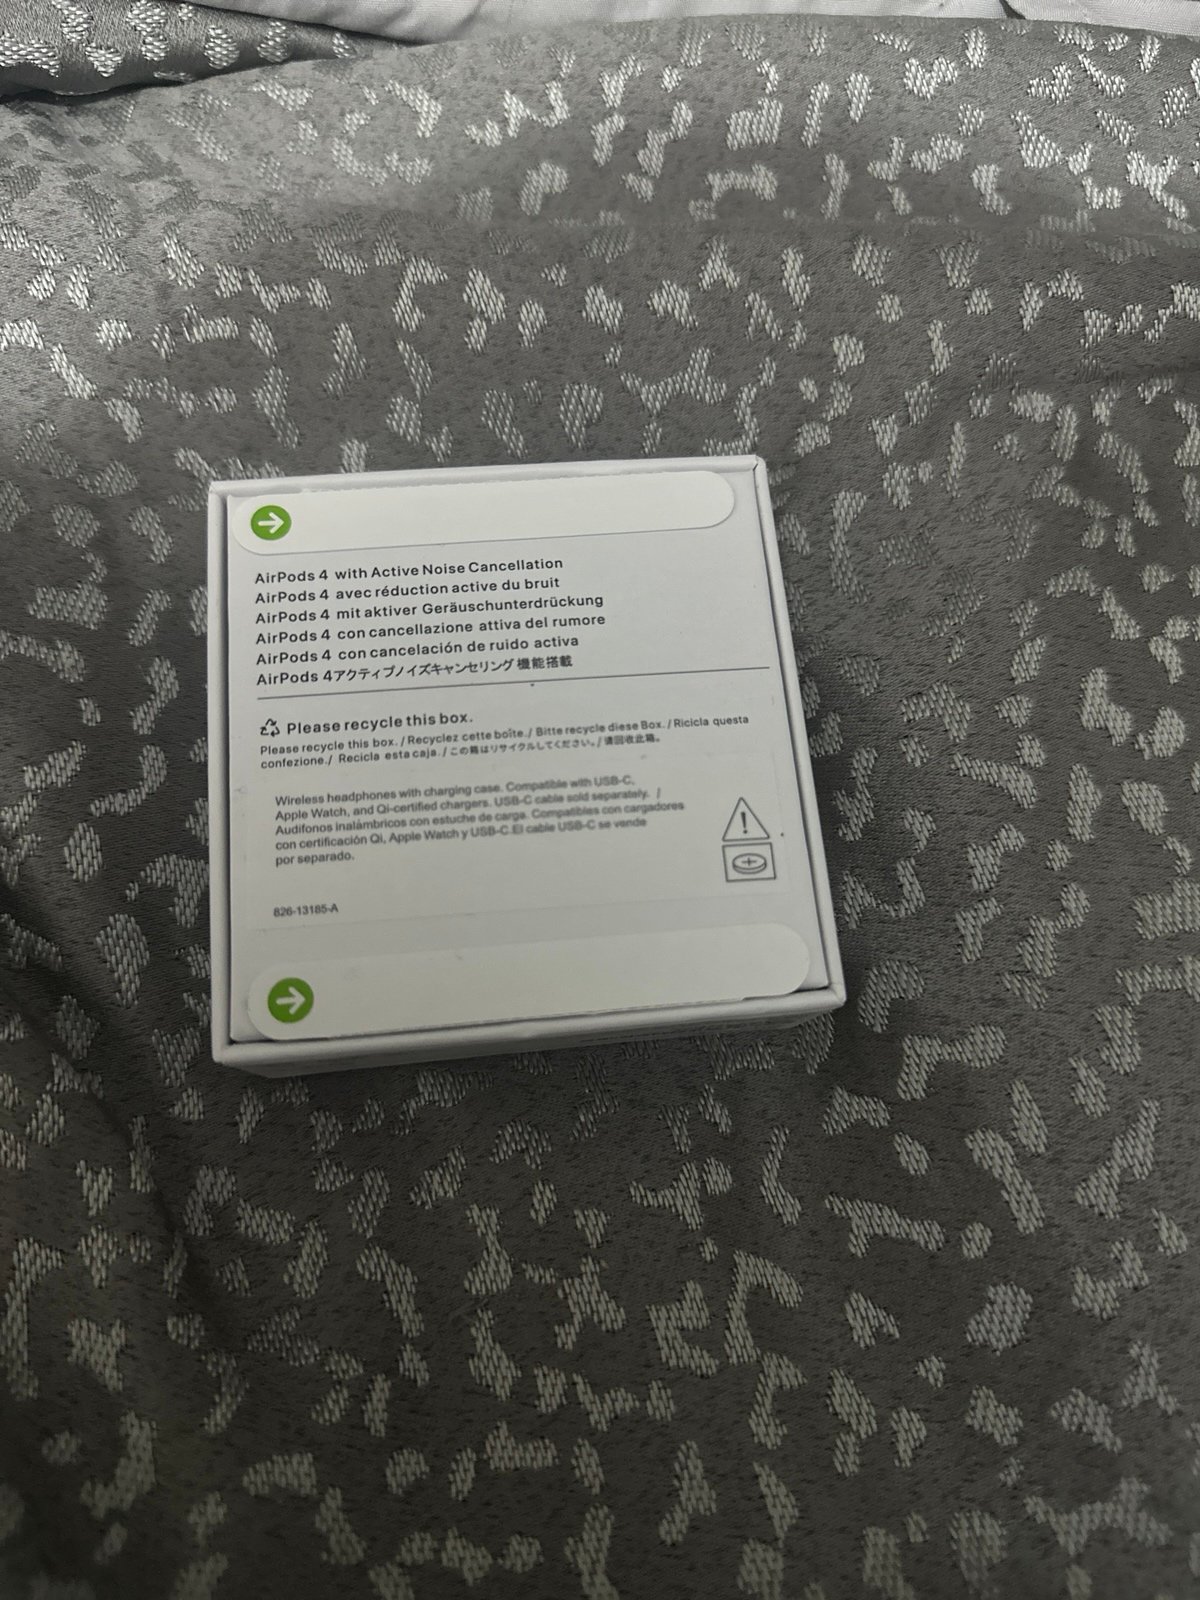 AirPods 4 with Active Noise Cancellation
AirPods 4 avec réduction active du bruit
AirPods 4 mit aktiver Geräuschunterdrückung
AirPods 4 con cancellazione attiva del rumore
AirPods 4 con cancelación de ruido activa
AirPods 4アクティブノイズキャンセリング機能搭載
Please recycle this box.
Please recycle this box. / Recyclez cette boîte. / Bitte recycle diese Box. / Ricicla questa
confezione./ Recicla esta caja. / この箱はリサイクルしてください。/ 请回收此箱。
Wireless headphones with charging case. Compatible with USB-C,
Apple Watch, and Qi-certified chargers. USB-C cable sold separately. /
Audífonos inalámbricos con estuche de carga. Compatibles con cargadores
con certificación Qi, Apple Watch y USB-C.El cable USB-C se vende
por separado.
826-13185-A